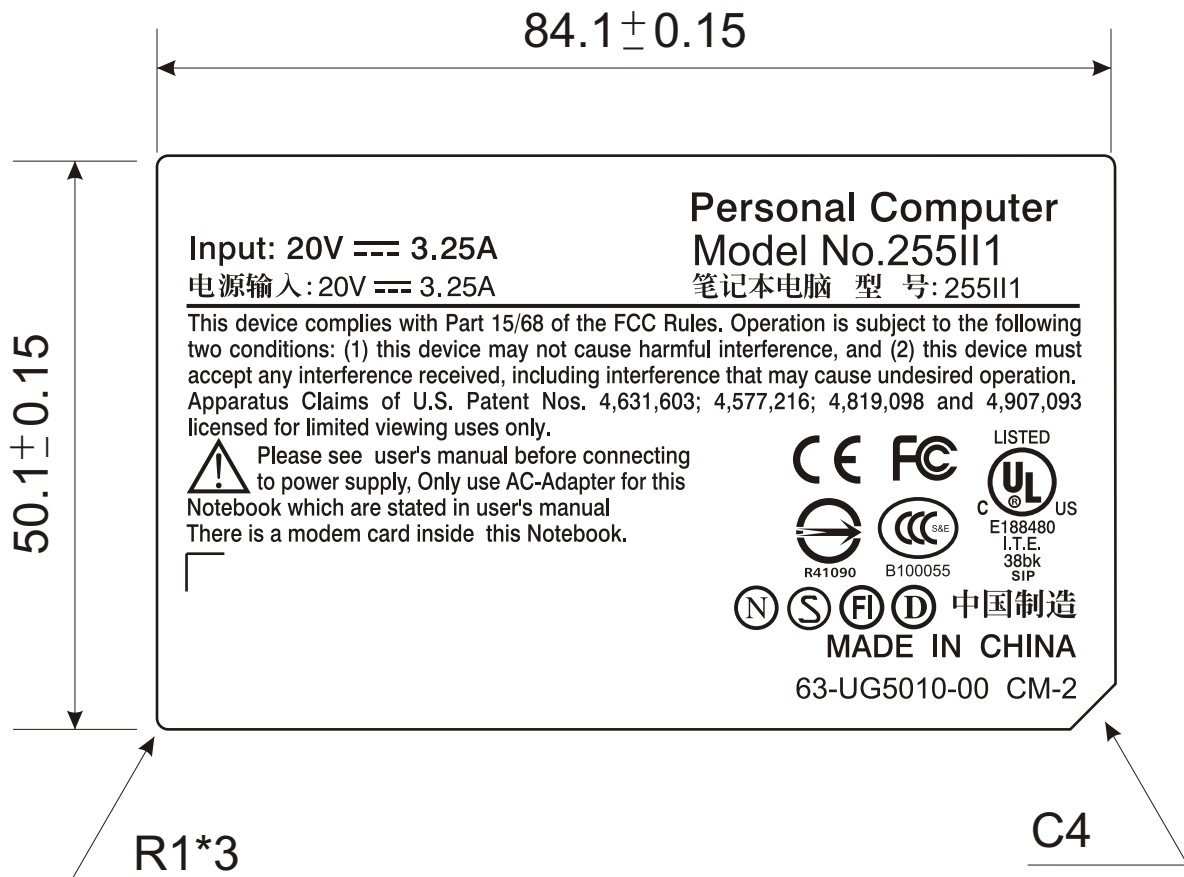 84.1±0.15
50.1±0.15
Input: 20V 3.25A
电源输入:20V 3.25A
Personal Computer
Model No.255II1
笔记本电脑 型 号:255II1
This device complies with Part 15/68 of the FCC Rules. Operation is subject to the following
two conditions: (1) this device may not cause harmful interference, and (2) this device must
accept any interference received, including interference that may cause undesired operation.
Apparatus Claims of U.S. Patent Nos. 4,631,603; 4,577,216; 4,819,098 and 4,907,093
licensed for limited viewing uses only.
Please see user's manual before connecting
to power supply, Only use AC-Adapter for this
Notebook which are stated in user's manual
There is a modem card inside this Notebook.
CE FC
LISTED
UL
®
C US
E188480
I.T.E.
38bk
SIP
R41090
CCC S&E
B100055
N S FI D 中国制造
MADE IN CHINA
63-UG5010-00 CM-2
R1*3
C4